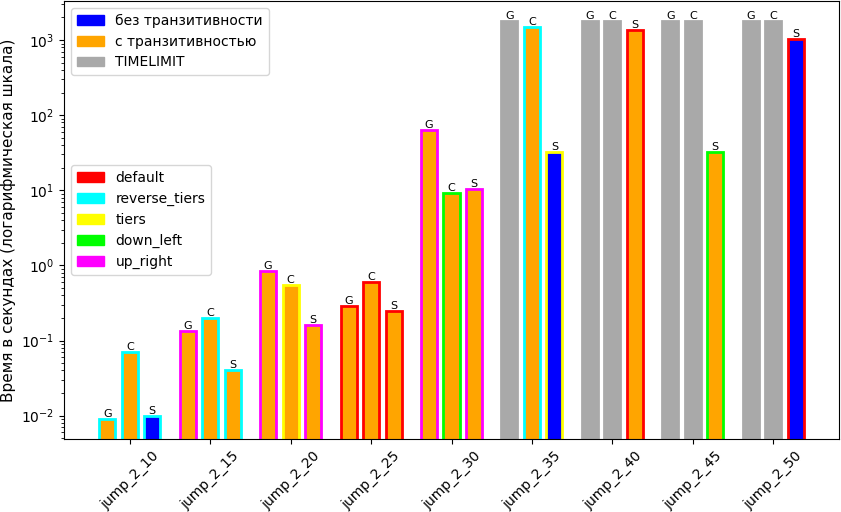 Время в секундах (логарифмическая шкала)
без транзитивности
с транзитивностью
TIMELIMIT
default
reverse_tiers
tiers
down_left
up_right
10³
10²
10¹
10⁰
10⁻¹
10⁻²
G C S
G C S
G C S
G C S
G C S
G C S
G C S
G C S
G C S
jump_2_10
jump_2_15
jump_2_20
jump_2_25
jump_2_30
jump_2_35
jump_2_40
jump_2_45
jump_2_50